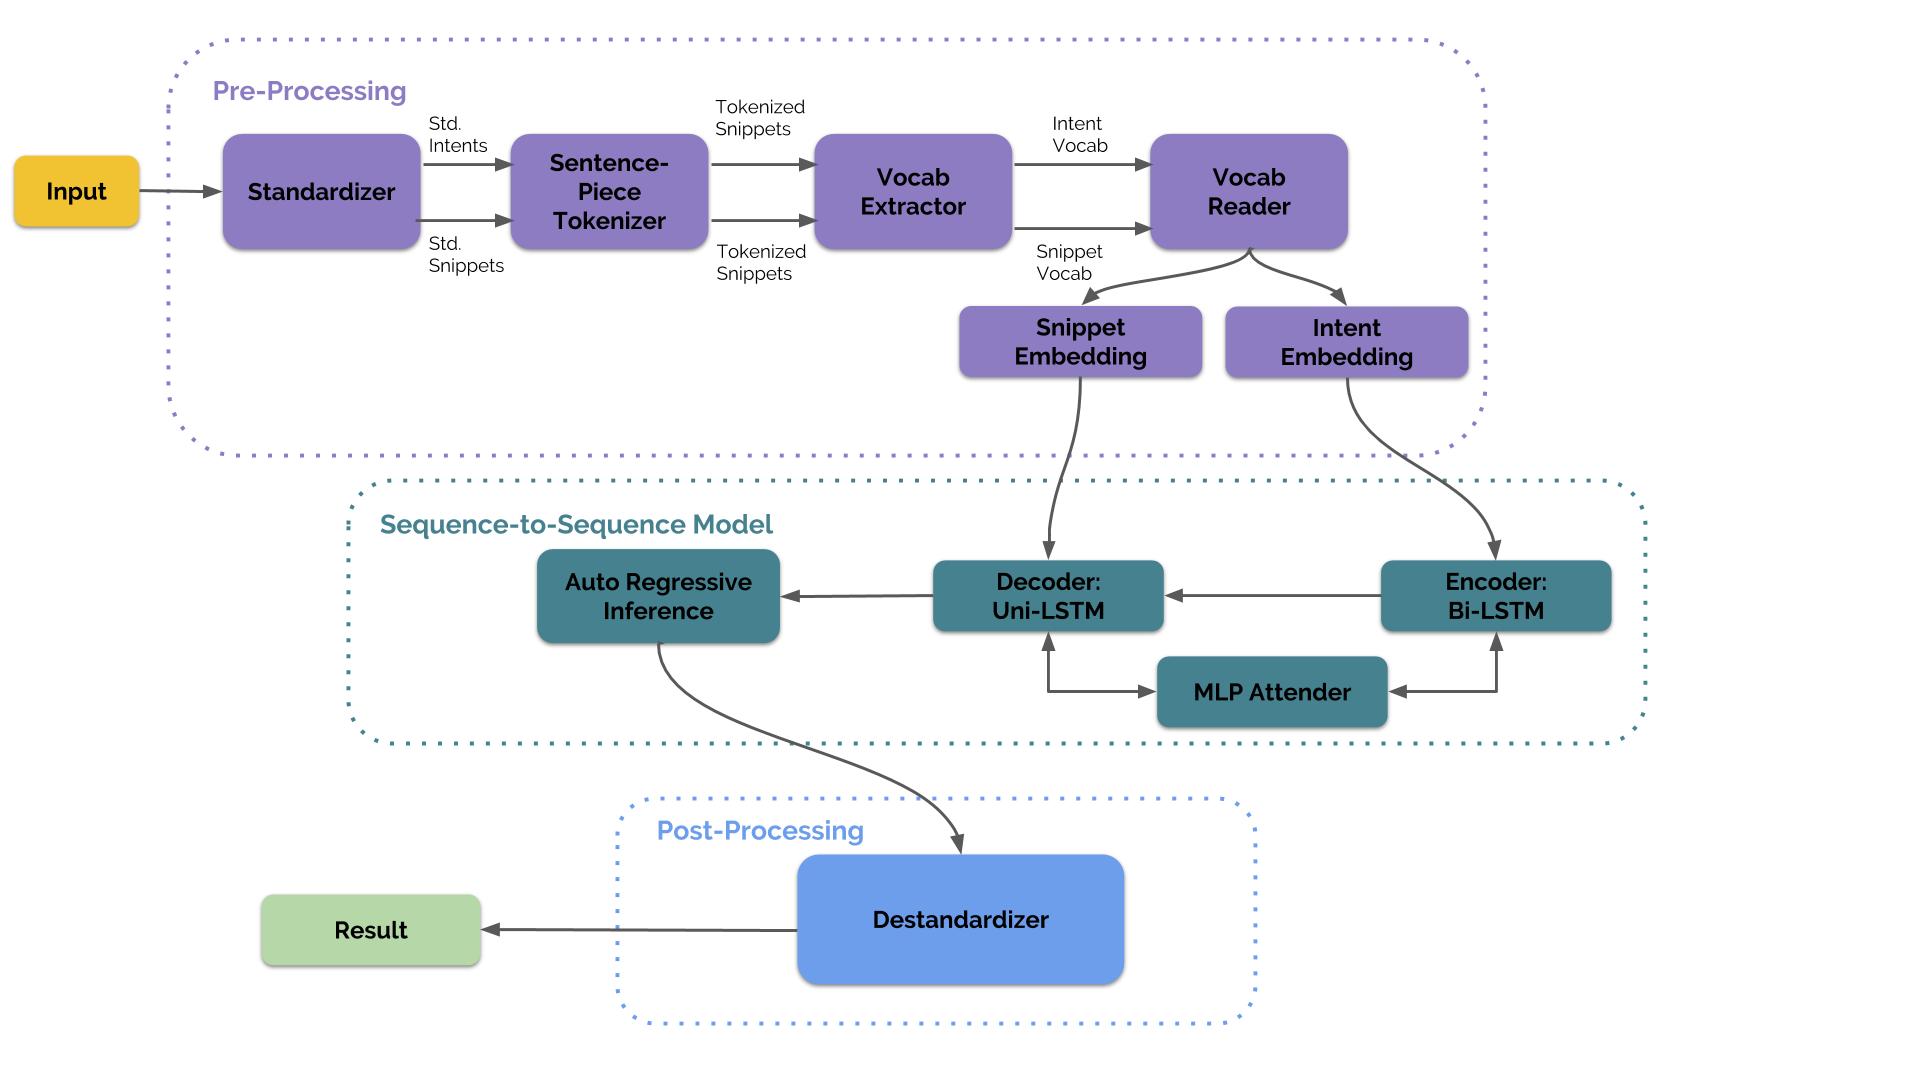 Pre-Processing
Input
Standardizer
Std.
Intents
Std.
Snippets
Sentence-
Piece
Tokenizer
Tokenized
Snippets
Tokenized
Snippets
Vocab
Extractor
Intent
Vocab
Snippet
Vocab
Vocab
Reader
Snippet
Embedding
Intent
Embedding
Sequence-to-Sequence Model
Auto Regressive
Inference
Decoder:
Uni-LSTM
Encoder:
Bi-LSTM
MLP Attender
Post-Processing
Destandardizer
Result